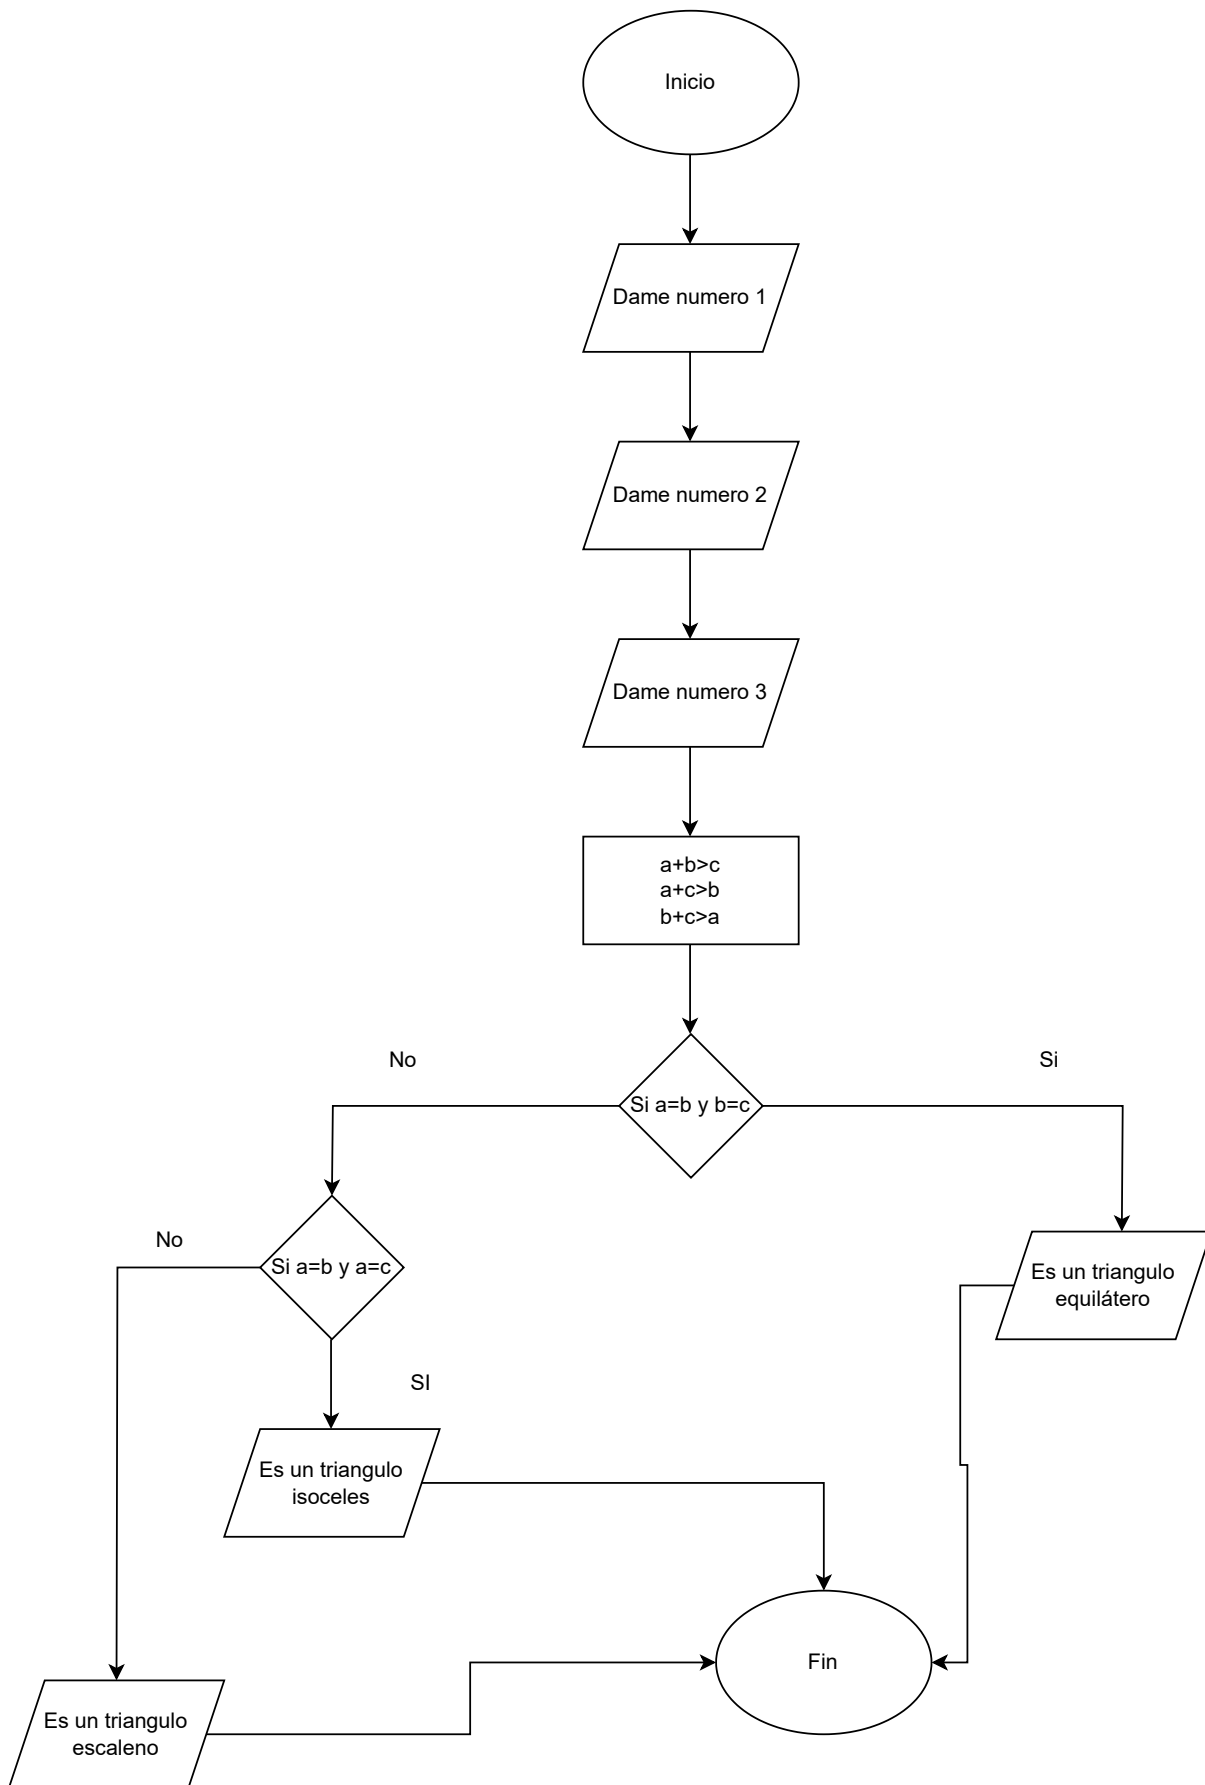 Inicio
Dame numero 1
Dame numero 2
Dame numero 3
a+b>c
a+c>b
b+c>a
No
Si
Si a=b y b=c
No
Si a=b y a=c
Es un triangulo
equilátero
SI
Es un triangulo
isoceles
Fin
Es un triangulo
escaleno